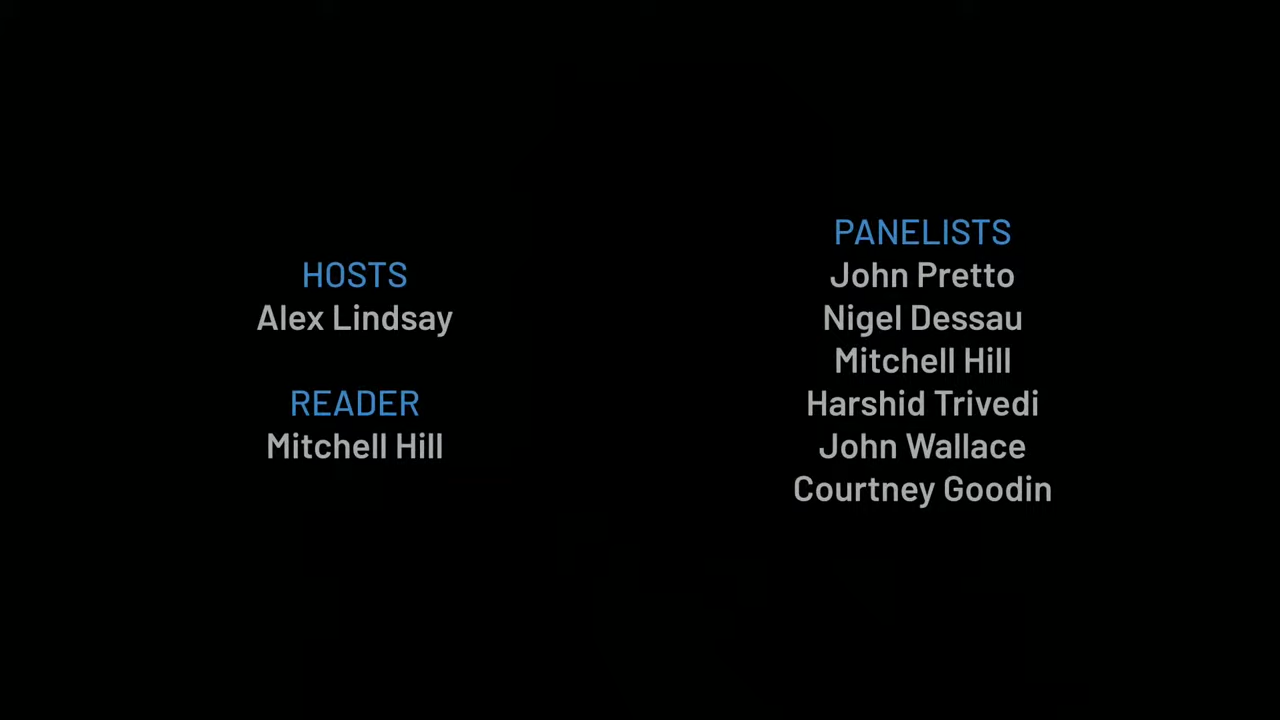 HOSTS
Alex Lindsay
READER
Mitchell Hill
PANELISTS
John Pretto
Nigel Dessau
Mitchell Hill
Harshid Trivedi
John Wallace
Courtney Goodin